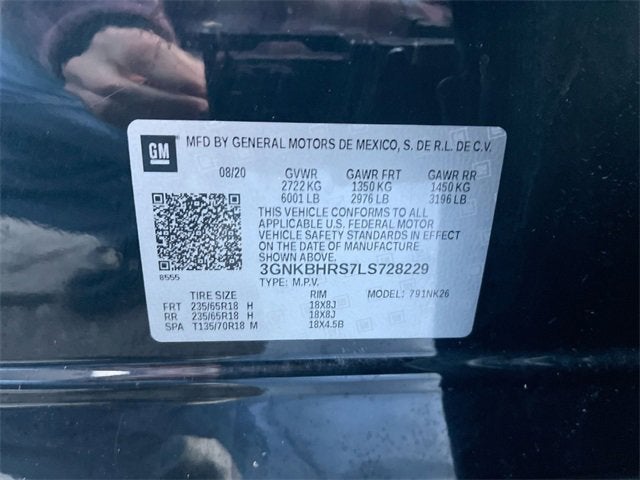 GM
MFD BY GENERAL MOTORS DE MEXICO, S. DE R.L. DE C.V.
08/20 GVWR GAWR FRT GAWR RR
2722 KG 1350 KG 1450 KG
6001 LB 2976 LB 3196 LB
THIS VEHICLE CONFORMS TO ALL
APPLICABLE U.S. FEDERAL MOTOR
VEHICLE SAFETY STANDARDS IN EFFECT
ON THE DATE OF MANUFACTURE
SHOWN ABOVE.
3GNKBHRS7LS728229
8555
TYPE: M.P.V.
TIRE SIZE RIM MODEL: 791NK26
FRT 235/65R18 H 18X8J
RR 235/65R18 H 18X8J
SPA T135/70R18 M 18X4.5B